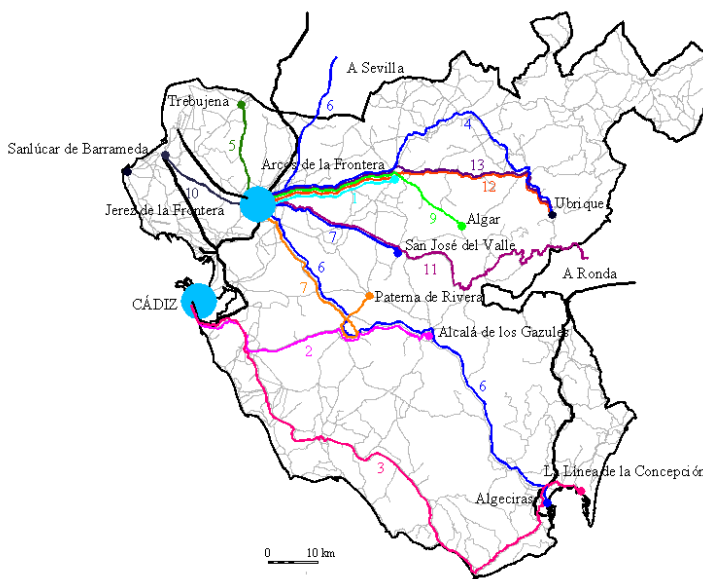 A Sevilla
6
Trebujena
4
Sanlúcar de Barrameda
5
Arcos de la Frontera
13
12
10
1
Jerez de la Frontera
9
Algar
Ubrique
7
San José del Valle
6
11
A Ronda
7
Paterna de Rivera
CÁDIZ
2
Alcalá de los Gazules
6
3
La Línea de la Concepción
Algeciras
0 10 km